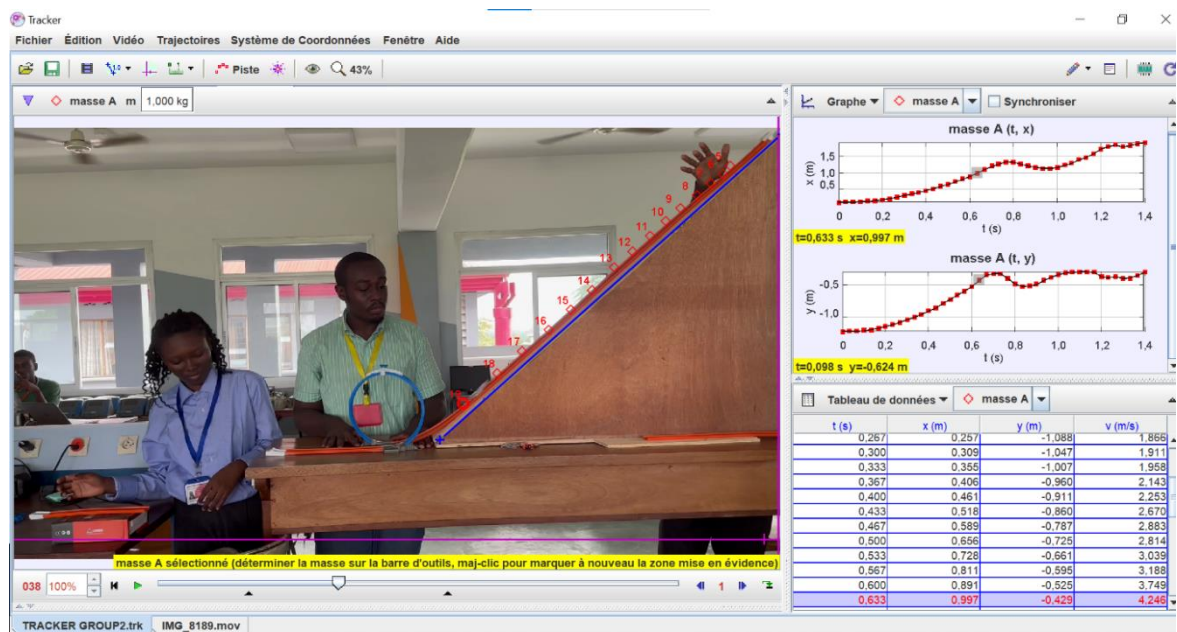 Tracker
Fichier Édition Vidéo Trajectoires Système de Coordonnées Fenêtre Aide
Piste 43%
masse A m 1,000 kg
Graphe masse A Synchroniser
masse A (t, x)
x (m)
1,5
1,0
0,5
0 0,2 0,4 0,6 0,8 1,0 1,2 1,4
t (s)
t=0,633 s x=0,997 m
masse A (t, y)
y (m)
-0,5
-1,0
0 0,2 0,4 0,6 0,8 1,0 1,2 1,4
t (s)
t=0,098 s y=-0,624 m
8
9
10
11
12
13
14
15
16
17
18
Tableau de données masse A
t (s) x (m) y (m) v (m/s)
0,267 0,257 -1,088 1,866
0,300 0,309 -1,047 1,911
0,333 0,355 -1,007 1,958
0,367 0,406 -0,960 2,143
0,400 0,461 -0,911 2,253
0,433 0,518 -0,860 2,670
0,467 0,589 -0,787 2,883
0,500 0,656 -0,725 2,814
0,533 0,728 -0,661 3,039
0,567 0,811 -0,595 3,188
0,600 0,891 -0,525 3,749
0,633 0,997 -0,429 4,246
masse A sélectionné (déterminer la masse sur la barre d'outils, maj-clic pour marquer à nouveau la zone mise en évidence)
038 100% 1
TRACKER GROUP2.trk IMG_8189.mov